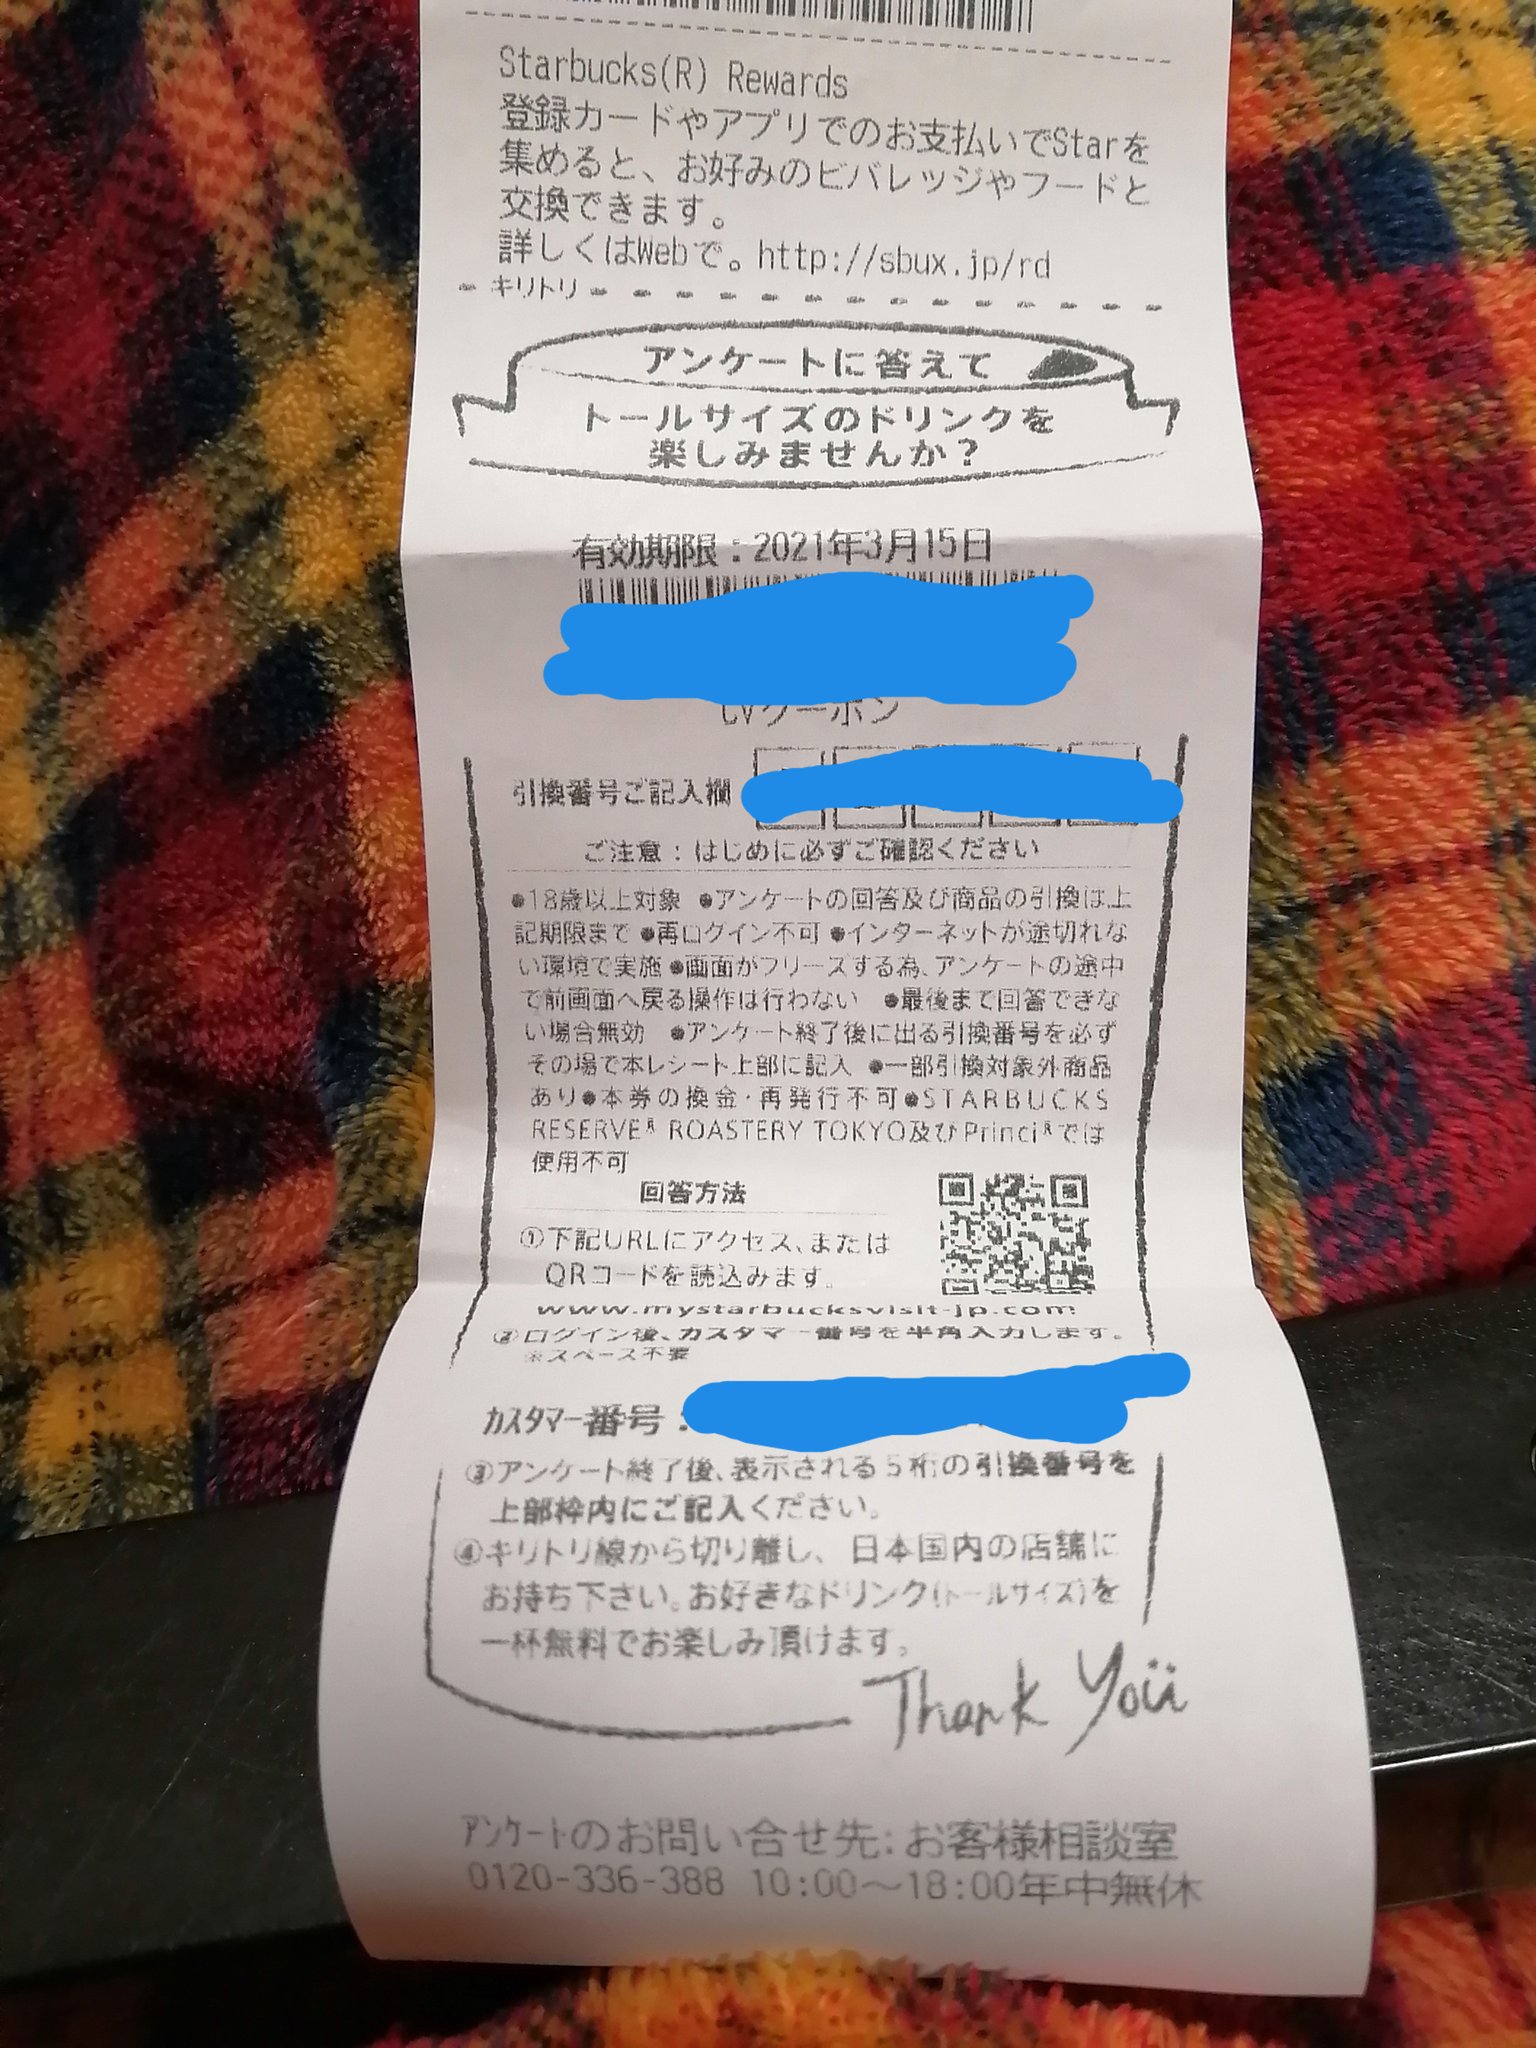 Starbucks(R) Rewards
登録カードやアプリでのお支払いでStarを
集めると、お好みのビバレッジやフードと
交換できます。
詳しくはWebで。http://sbux.jp/rd
キリトリ
アンケートに答えて
トールサイズのドリンクを
楽しみませんか?
有効期限:2021年3月15日
CVクーポン
引換番号ご記入欄
ご注意:はじめに必ずご確認ください
●18歳以上対象 ●アンケートの回答及び商品の引換は上
記期限まで ●再ログイン不可 ●インターネットが途切れな
い環境で実施 ●画面がフリーズする為、アンケートの途中
で前画面へ戻る操作は行わない ●最後まで回答できな
い場合無効 ●アンケート終了後に出る引換番号を必ず
その場で本レシート上部に記入 ●一部引換対象外商品
あり●本券の換金・再発行不可●STARBUCKS
RESERVE® ROASTERY TOKYO及びPrinci®では
使用不可
回答方法
①下記URLにアクセス、または
QRコードを読込みます。
www.mystarbucksvisit-jp.com
②ログイン後、カスタマー番号を半角入力します。
※スペース不要
カスタマー番号:
③アンケート終了後、表示される5桁の引換番号を
上部枠内にご記入ください。
④キリトリ線から切り離し、日本国内の店舗に
お持ち下さい。お好きなドリンク(トールサイズ)を
一杯無料でお楽しみ頂けます。
Thank You
アンケートのお問い合せ先:お客様相談室
0120-336-388 10:00～18:00年中無休